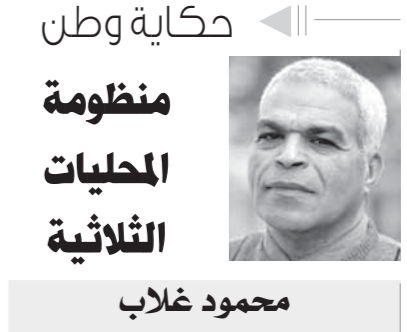 حكاية وطن
منظومة
المحليات
الثلاثية
محمود غلاب